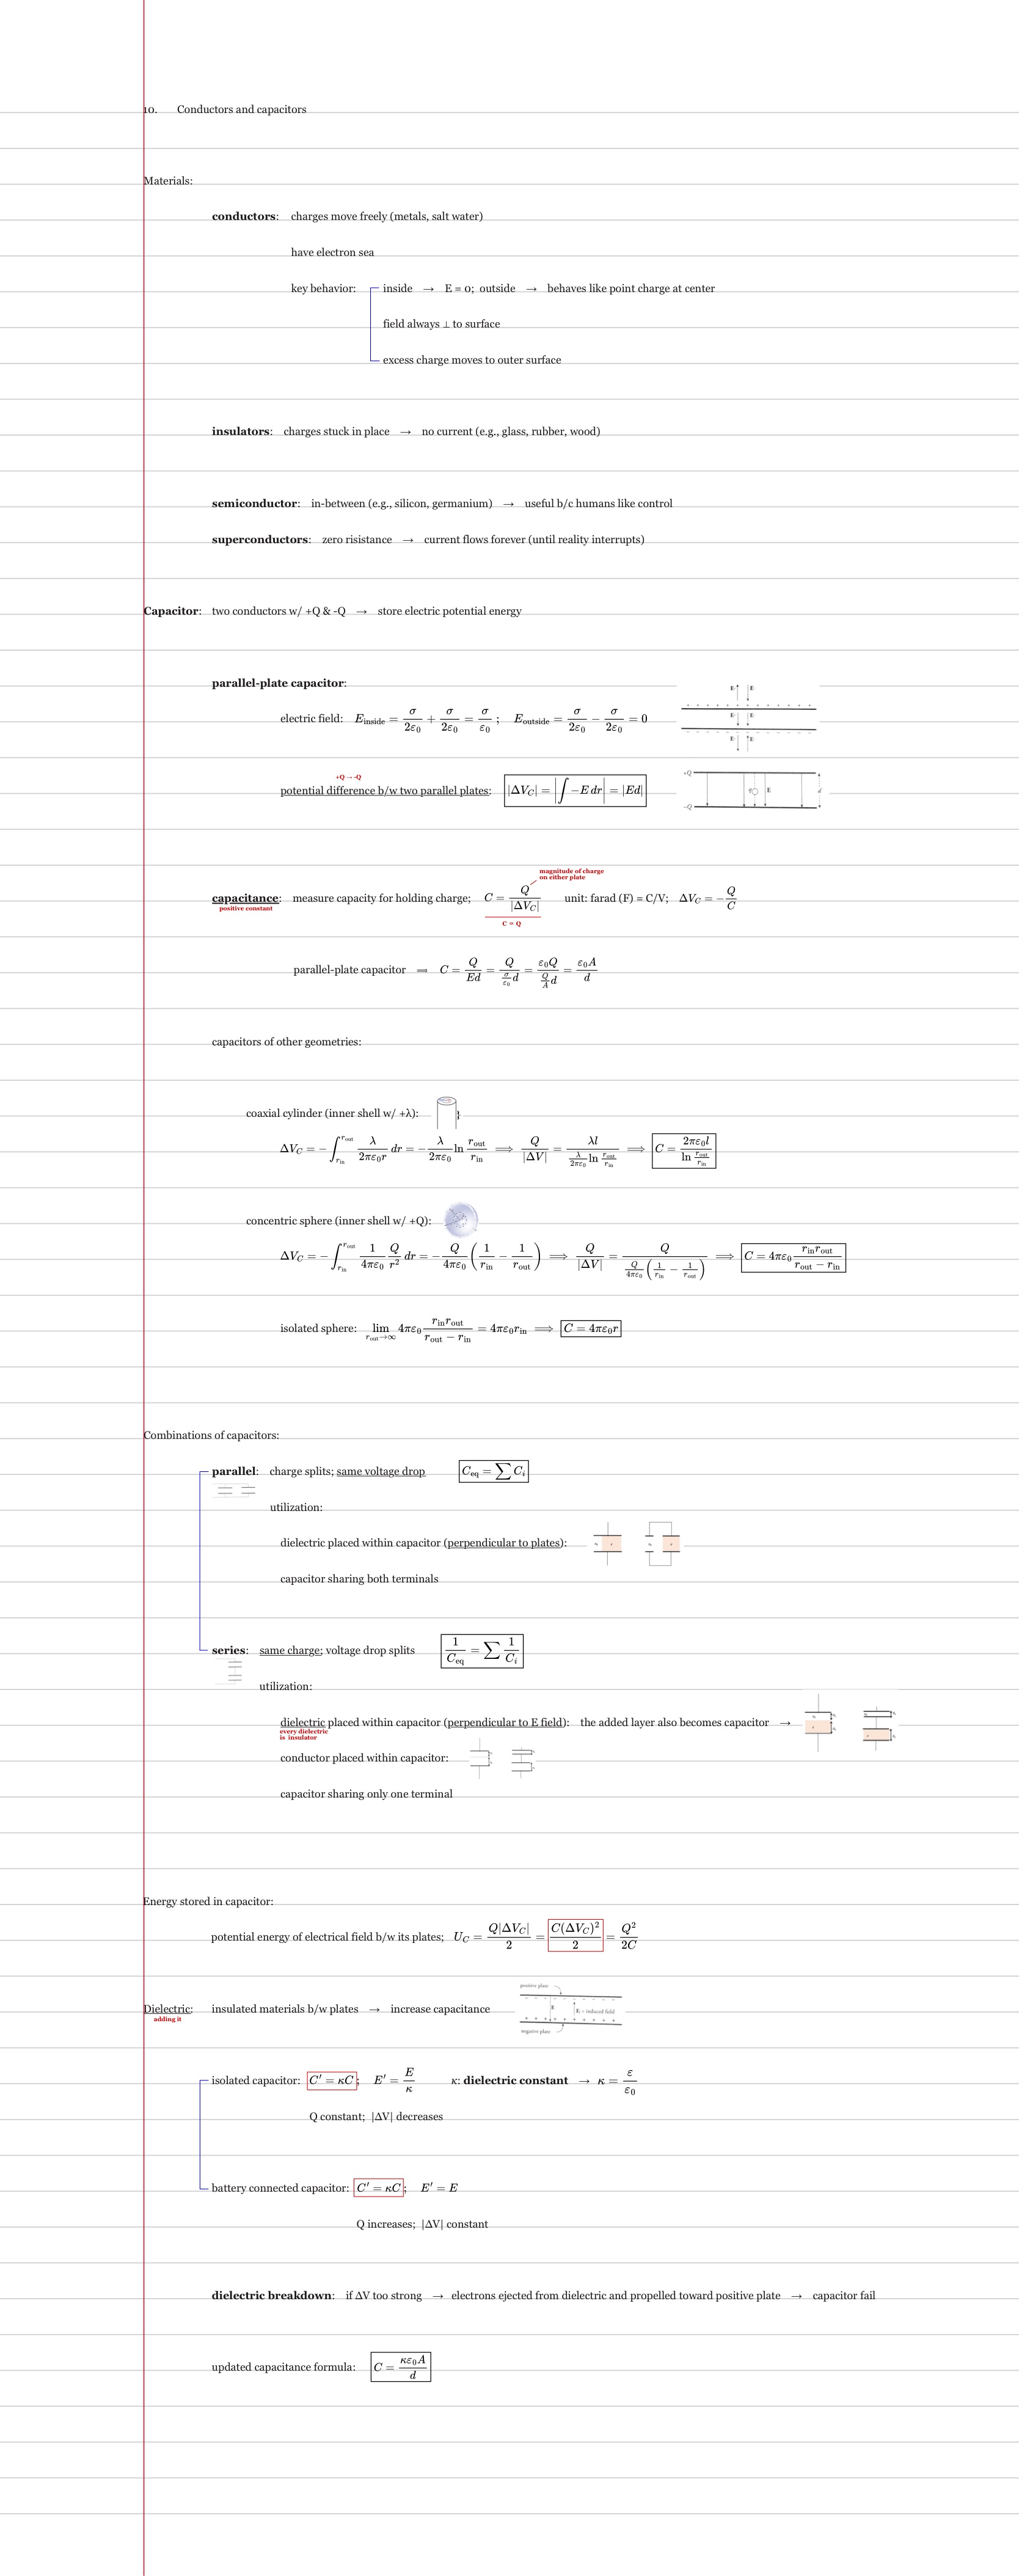 10. Conductors and capacitors
Materials:
conductors: charges move freely (metals, salt water)
have electron sea
key behavior: inside → E = 0; outside → behaves like point charge at center
field always ⊥ to surface
excess charge moves to outer surface
insulators: charges stuck in place → no current (e.g., glass, rubber, wood)
semiconductor: in-between (e.g., silicon, germanium) → useful b/c humans like control
superconductors: zero risistance → current flows forever (until reality interrupts)
Capacitor: two conductors w/ +Q & -Q → store electric potential energy
parallel-plate capacitor:
electric field: E_inside = σ/2ε₀ + σ/2ε₀ = σ/ε₀ ; E_outside = σ/2ε₀ − σ/2ε₀ = 0
+Q → -Q
potential difference b/w two parallel plates: |ΔV_C| = |∫ −E dr| = |Ed|
+Q E
−Q
magnitude of charge
on either plate
capacitance: measure capacity for holding charge; C = Q/|ΔV_C| unit: farad (F) = C/V; ΔV_C = −Q/C
positive constant
C ∝ Q
parallel-plate capacitor ⟹ C = Q/(Ed) = Q/((σ/ε₀)d) = ε₀Q/((Q/A)d) = ε₀A/d
capacitors of other geometries:
coaxial cylinder (inner shell w/ +λ):
ΔV_C = −∫_{r_in}^{r_out} λ/(2πε₀r) dr = −λ/(2πε₀) ln(r_out/r_in) ⟹ Q/|ΔV| = λl/((λ/2πε₀) ln(r_out/r_in)) ⟹ C = 2πε₀l/ln(r_out/r_in)
concentric sphere (inner shell w/ +Q):
ΔV_C = −∫_{r_in}^{r_out} (1/4πε₀)(Q/r²) dr = −Q/(4πε₀) (1/r_in − 1/r_out) ⟹ Q/|ΔV| = Q/((Q/4πε₀)(1/r_in − 1/r_out)) ⟹ C = 4πε₀ r_in r_out/(r_out − r_in)
isolated sphere: lim_{r_out→∞} 4πε₀ r_in r_out/(r_out − r_in) = 4πε₀r_in ⟹ C = 4πε₀r
Combinations of capacitors:
parallel: charge splits; same voltage drop C_eq = ∑ C_i
utilization:
dielectric placed within capacitor (perpendicular to plates):
capacitor sharing both terminals
series: same charge; voltage drop splits 1/C_eq = ∑ 1/C_i
utilization:
dielectric placed within capacitor (perpendicular to E field): the added layer also becomes capacitor →
every dielectric
is insulator
conductor placed within capacitor:
capacitor sharing only one terminal
Energy stored in capacitor:
potential energy of electrical field b/w its plates; U_C = Q|ΔV_C|/2 = C(ΔV_C)²/2 = Q²/2C
positive plate
Dielectric: insulated materials b/w plates → increase capacitance
adding it
E E_i = induced field
negative plate
isolated capacitor: C′ = κC; E′ = E/κ κ: dielectric constant → κ = ε/ε₀
Q constant; |ΔV| decreases
battery connected capacitor: C′ = κC; E′ = E
Q increases; |ΔV| constant
dielectric breakdown: if ΔV too strong → electrons ejected from dielectric and propelled toward positive plate → capacitor fail
updated capacitance formula: C = κε₀A/d